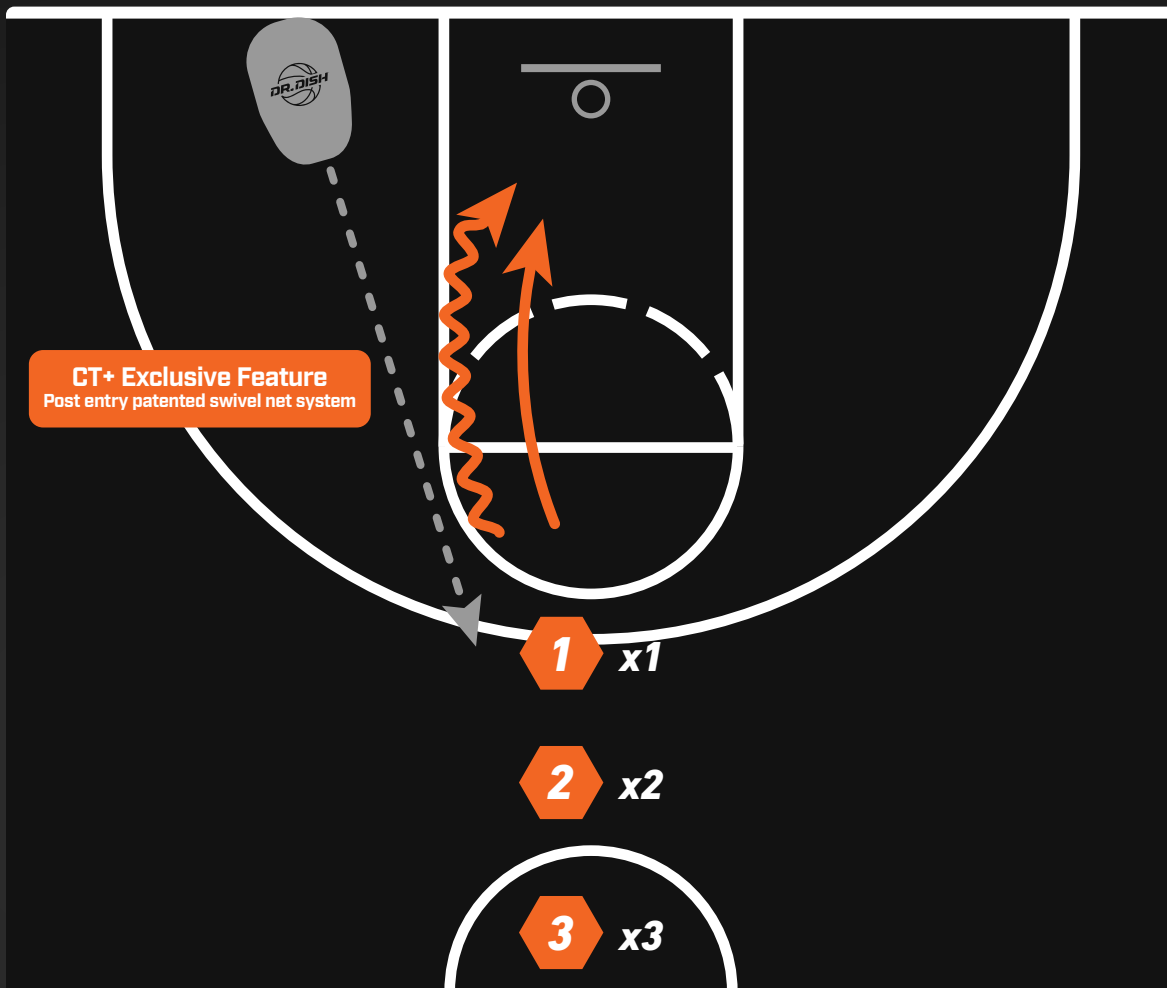 DR.DISH
CT+ Exclusive Feature
Post entry patented swivel net system
1 x1
2 x2
3 x3